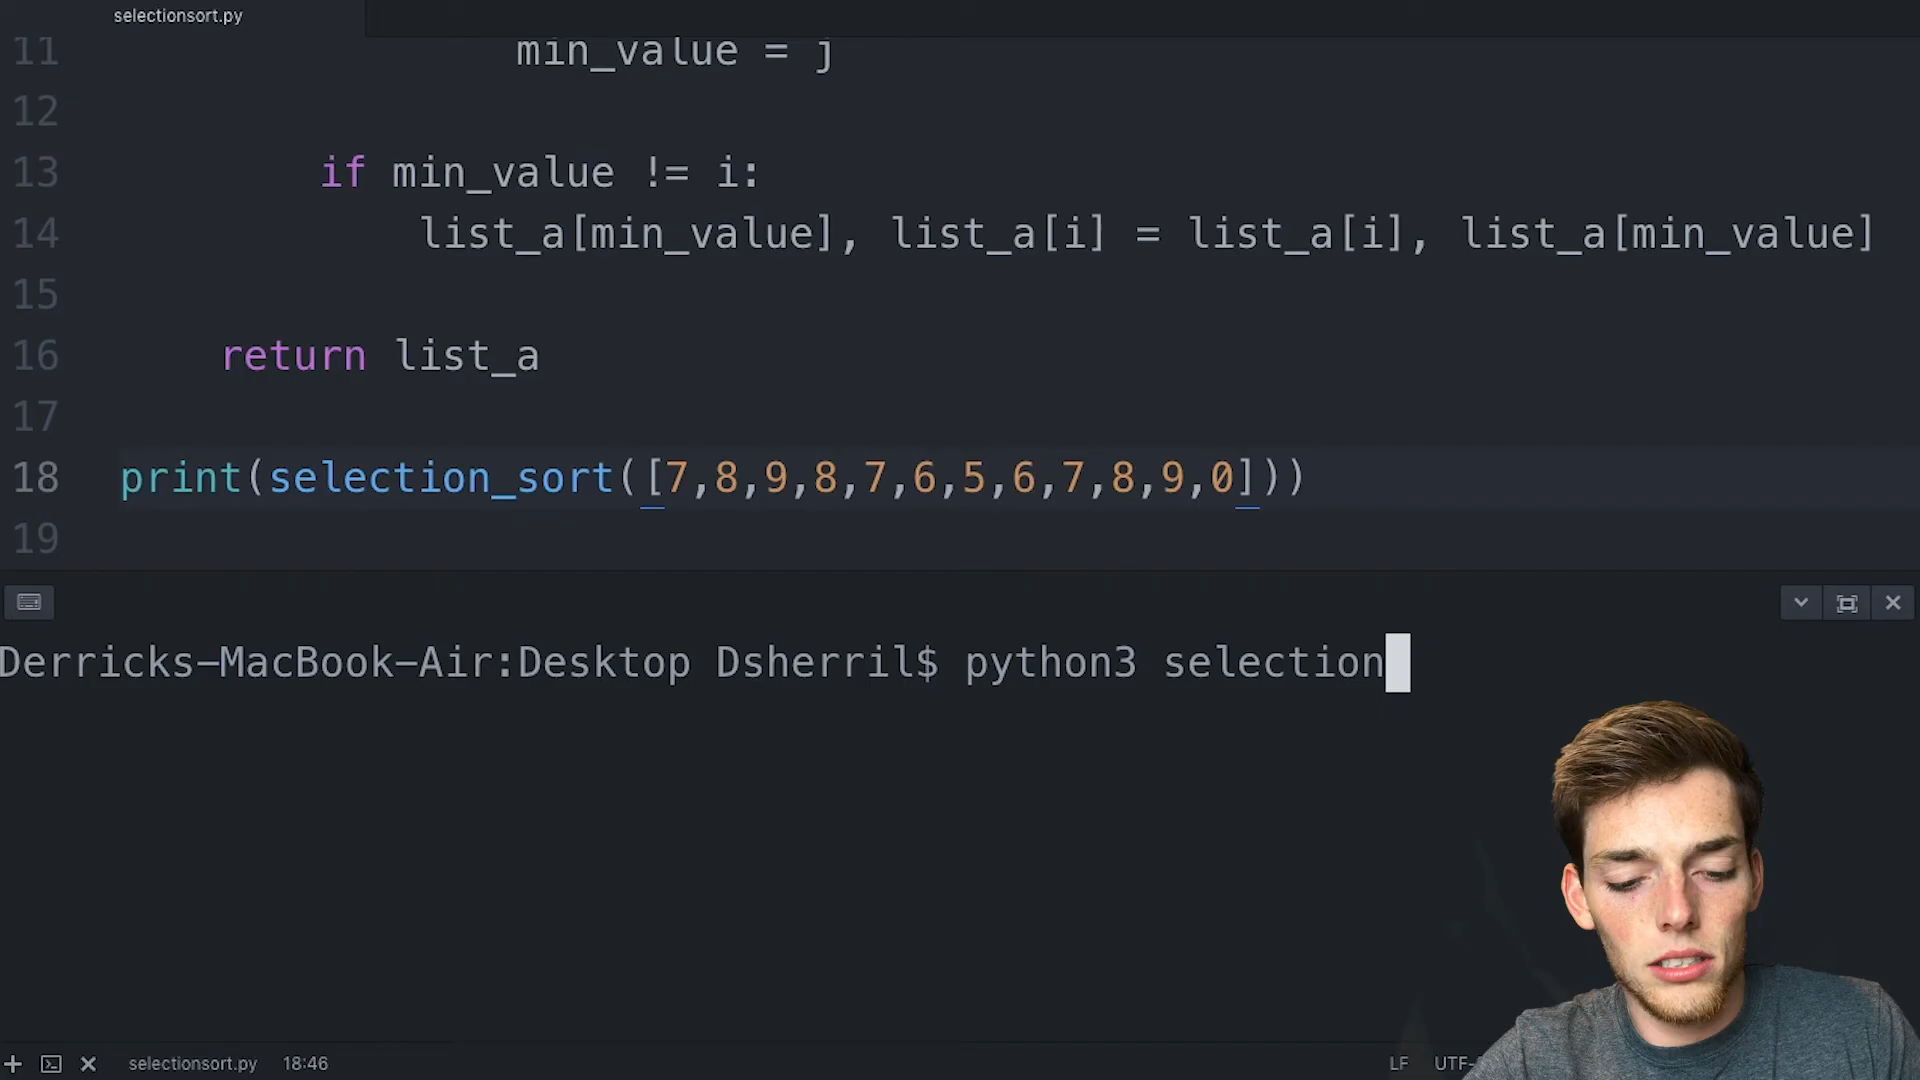 selectionsort.py
11 min_value = j
12
13 if min_value != i:
14 list_a[min_value], list_a[i] = list_a[i], list_a[min_value]
15
16 return list_a
17
18 print(selection_sort([7,8,9,8,7,6,5,6,7,8,9,0]))
19
Derricks-MacBook-Air:Desktop Dsherril$ python3 selection
selectionsort.py 18:46 LF UTF-